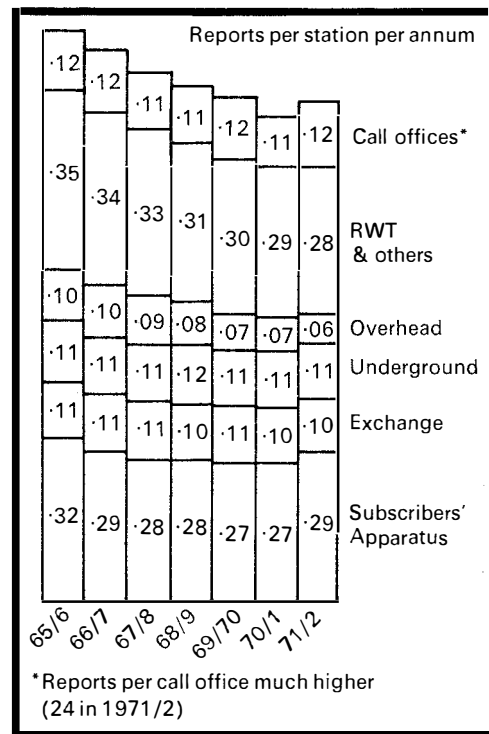 Reports per station per annum
·12 ·12 ·11 ·11 ·12 ·11 ·12 Call offices*
·35 ·34 ·33 ·31 ·30 ·29 ·28 RWT
& others
·10 ·10 ·09 ·08 ·07 ·07 ·06 Overhead
·11 ·11 ·11 ·12 ·11 ·11 ·11 Underground
·11 ·11 ·11 ·10 ·11 ·10 ·10 Exchange
·32 ·29 ·28 ·28 ·27 ·27 ·29 Subscribers'
Apparatus
65/6 66/7 67/8 68/9 69/70 70/1 71/2
*Reports per call office much higher
(24 in 1971/2)